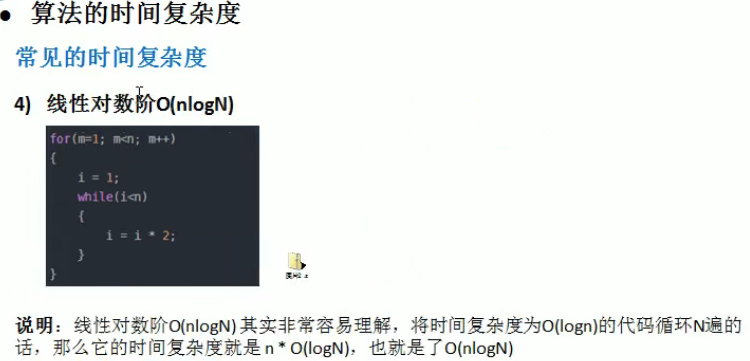 ● 算法的时间复杂度
常见的时间复杂度
4) 线性对数阶O(nlogN)
for(m=1; m<n; m++)
{
i = 1;
while(i<n)
{
i = i * 2;
}
}
说明：线性对数阶O(nlogN) 其实非常容易理解，将时间复杂度为O(logn)的代码循环N遍的
话，那么它的时间复杂度就是 n * O(logN)，也就是了O(nlogN)